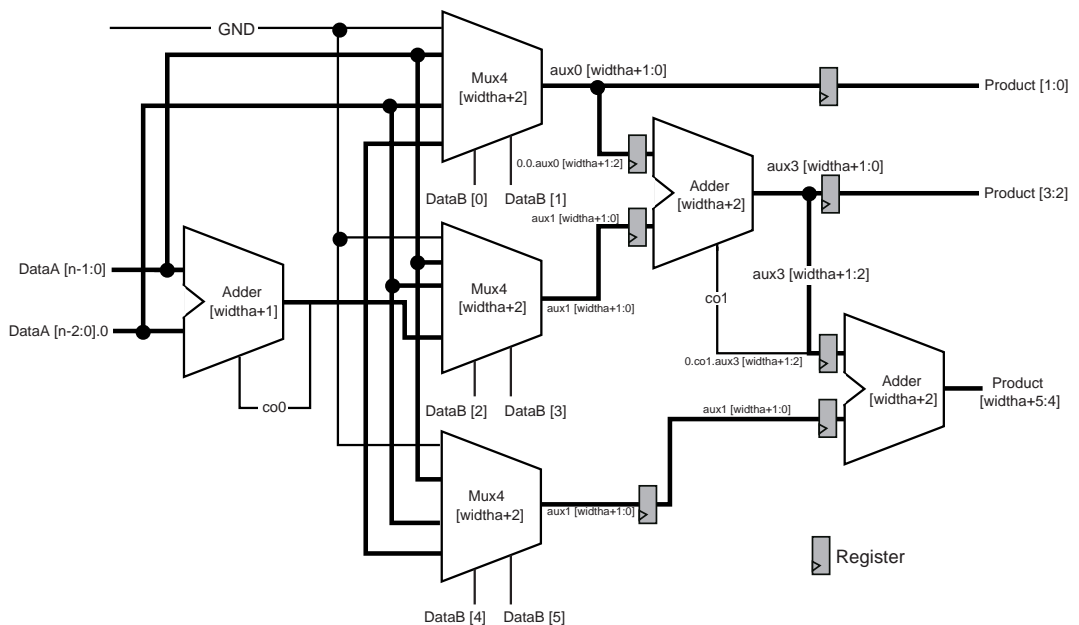 GND
Mux4
[widtha+2]
aux0 [widtha+1:0]
Product [1:0]
0.0.aux0 [widtha+1:2]
DataB [0]
DataB [1]
Adder
[widtha+2]
aux3 [widtha+1:0]
Product [3:2]
aux1 [widtha+1:0]
DataA [n-1:0]
Adder
[widtha+1]
DataA [n-2:0].0
co0
Mux4
[widtha+2]
aux1 [widtha+1:0]
aux3 [widtha+1:2]
co1
0.co1.aux3 [widtha+1:2]
DataB [2]
DataB [3]
Adder
[widtha+2]
Product
[widtha+5:4]
aux1 [widtha+1:0]
Mux4
[widtha+2]
aux1 [widtha+1:0]
Register
DataB [4]
DataB [5]